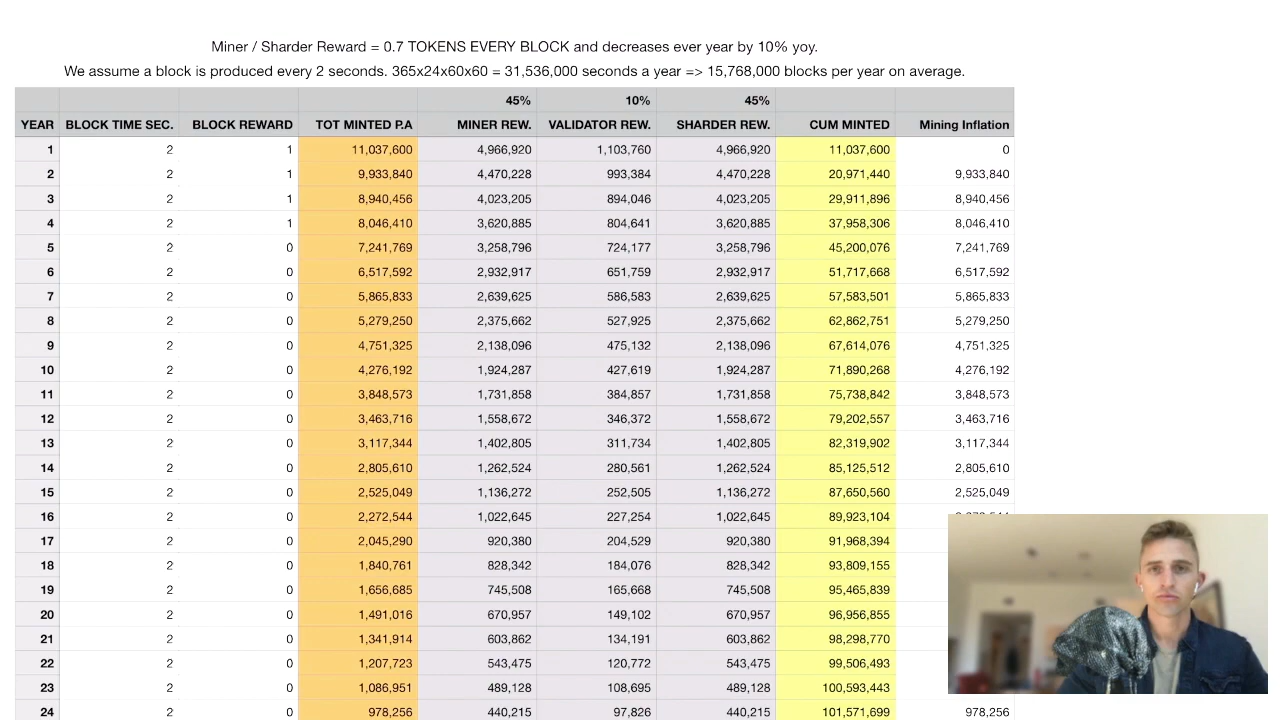 Miner / Sharder Reward = 0.7 TOKENS EVERY BLOCK and decreases ever year by 10% yoy.
We assume a block is produced every 2 seconds. 365x24x60x60 = 31,536,000 seconds a year => 15,768,000 blocks per year on average.
45% 10% 45%
YEAR BLOCK TIME SEC. BLOCK REWARD TOT MINTED P.A MINER REW. VALIDATOR REW. SHARDER REW. CUM MINTED Mining Inflation
1 2 1 11,037,600 4,966,920 1,103,760 4,966,920 11,037,600 0
2 2 1 9,933,840 4,470,228 993,384 4,470,228 20,971,440 9,933,840
3 2 1 8,940,456 4,023,205 894,046 4,023,205 29,911,896 8,940,456
4 2 1 8,046,410 3,620,885 804,641 3,620,885 37,958,306 8,046,410
5 2 0 7,241,769 3,258,796 724,177 3,258,796 45,200,076 7,241,769
6 2 0 6,517,592 2,932,917 651,759 2,932,917 51,717,668 6,517,592
7 2 0 5,865,833 2,639,625 586,583 2,639,625 57,583,501 5,865,833
8 2 0 5,279,250 2,375,662 527,925 2,375,662 62,862,751 5,279,250
9 2 0 4,751,325 2,138,096 475,132 2,138,096 67,614,076 4,751,325
10 2 0 4,276,192 1,924,287 427,619 1,924,287 71,890,268 4,276,192
11 2 0 3,848,573 1,731,858 384,857 1,731,858 75,738,842 3,848,573
12 2 0 3,463,716 1,558,672 346,372 1,558,672 79,202,557 3,463,716
13 2 0 3,117,344 1,402,805 311,734 1,402,805 82,319,902 3,117,344
14 2 0 2,805,610 1,262,524 280,561 1,262,524 85,125,512 2,805,610
15 2 0 2,525,049 1,136,272 252,505 1,136,272 87,650,560 2,525,049
16 2 0 2,272,544 1,022,645 227,254 1,022,645 89,923,104
17 2 0 2,045,290 920,380 204,529 920,380 91,968,394
18 2 0 1,840,761 828,342 184,076 828,342 93,809,155
19 2 0 1,656,685 745,508 165,668 745,508 95,465,839
20 2 0 1,491,016 670,957 149,102 670,957 96,956,855
21 2 0 1,341,914 603,862 134,191 603,862 98,298,770
22 2 0 1,207,723 543,475 120,772 543,475 99,506,493
23 2 0 1,086,951 489,128 108,695 489,128 100,593,443
24 2 0 978,256 440,215 97,826 440,215 101,571,699 978,256